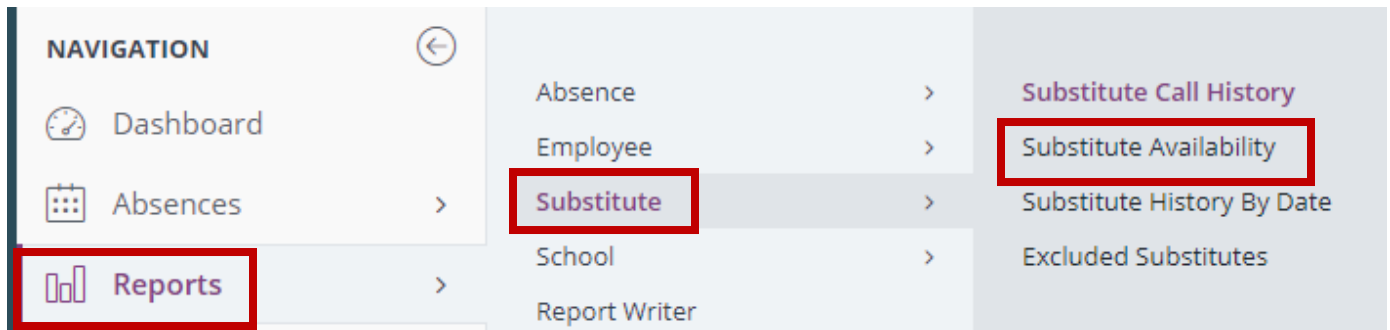 NAVIGATION
Dashboard
Absences
Reports
Absence
Employee
Substitute
School
Report Writer
Substitute Call History
Substitute Availability
Substitute History By Date
Excluded Substitutes